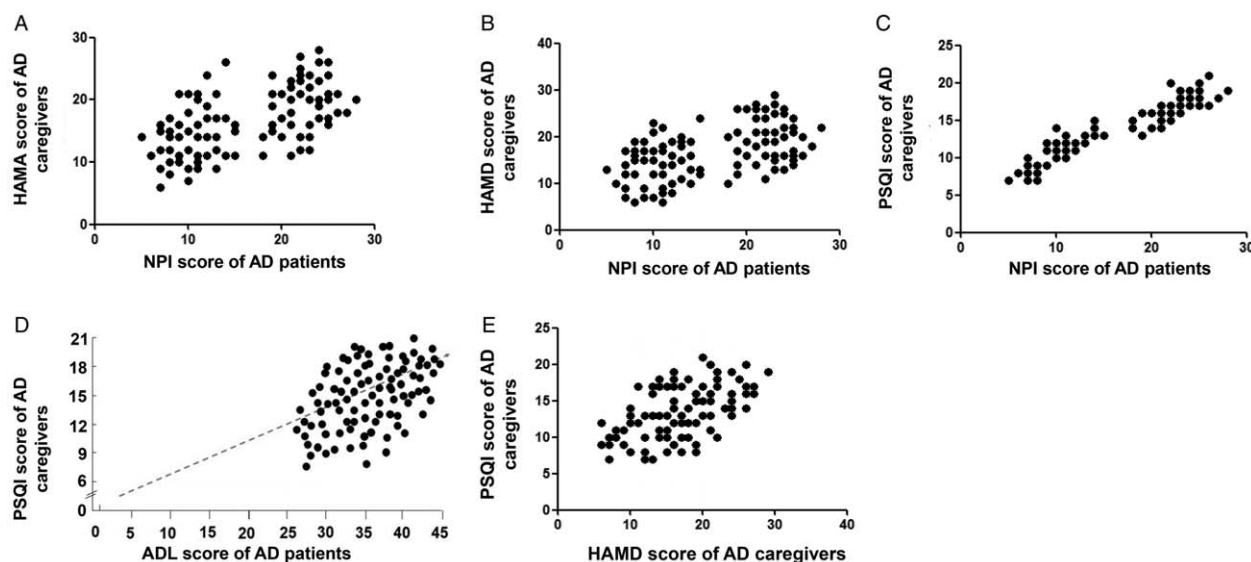 A
HAMA score of AD
caregivers
30
20
10
0
0
10
20
30
NPI score of AD patients
B
HAMD score of AD
caregivers
40
30
20
10
0
0
10
20
30
NPI score of AD patients
C
PSQI score of AD
caregivers
25
20
15
10
5
0
0
10
20
30
NPI score of AD patients
D
PSQI score of AD
caregivers
21
18
15
12
9
6
0
0
5
10
15
20
25
30
35
40
45
ADL score of AD patients
E
PSQI score of AD
caregivers
25
20
15
10
5
0
0
10
20
30
40
HAMD score of AD caregivers